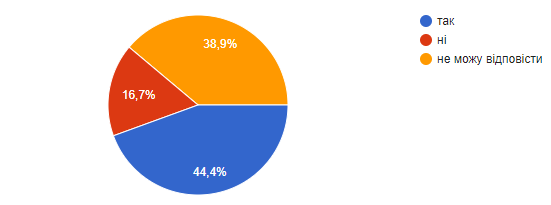 38,9%
16,7%
44,4%
так
ні
не можу відповісти